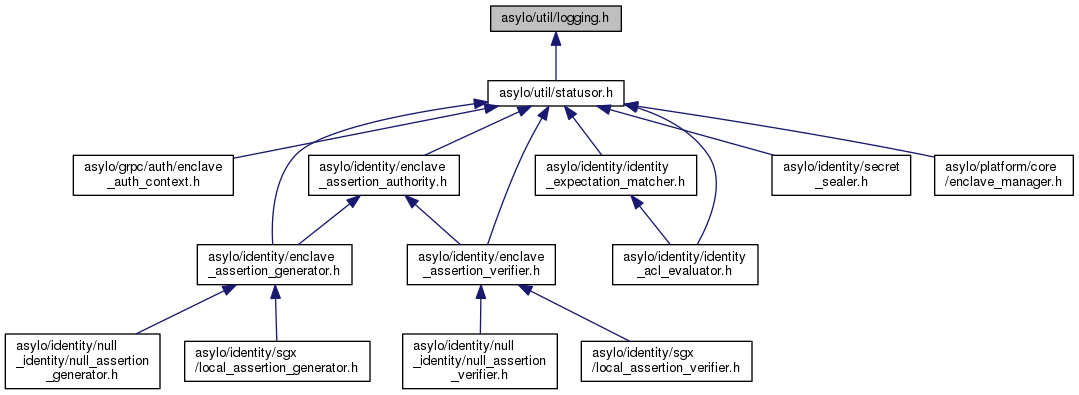 asylo/util/logging.h
asylo/util/statusor.h
asylo/grpc/auth/enclave
_auth_context.h
asylo/identity/enclave
_assertion_authority.h
asylo/identity/identity
_expectation_matcher.h
asylo/identity/secret
_sealer.h
asylo/platform/core
/enclave_manager.h
asylo/identity/enclave
_assertion_generator.h
asylo/identity/enclave
_assertion_verifier.h
asylo/identity/identity
_acl_evaluator.h
asylo/identity/null
_identity/null_assertion
_generator.h
asylo/identity/sgx
/local_assertion_generator.h
asylo/identity/null
_identity/null_assertion
_verifier.h
asylo/identity/sgx
/local_assertion_verifier.h